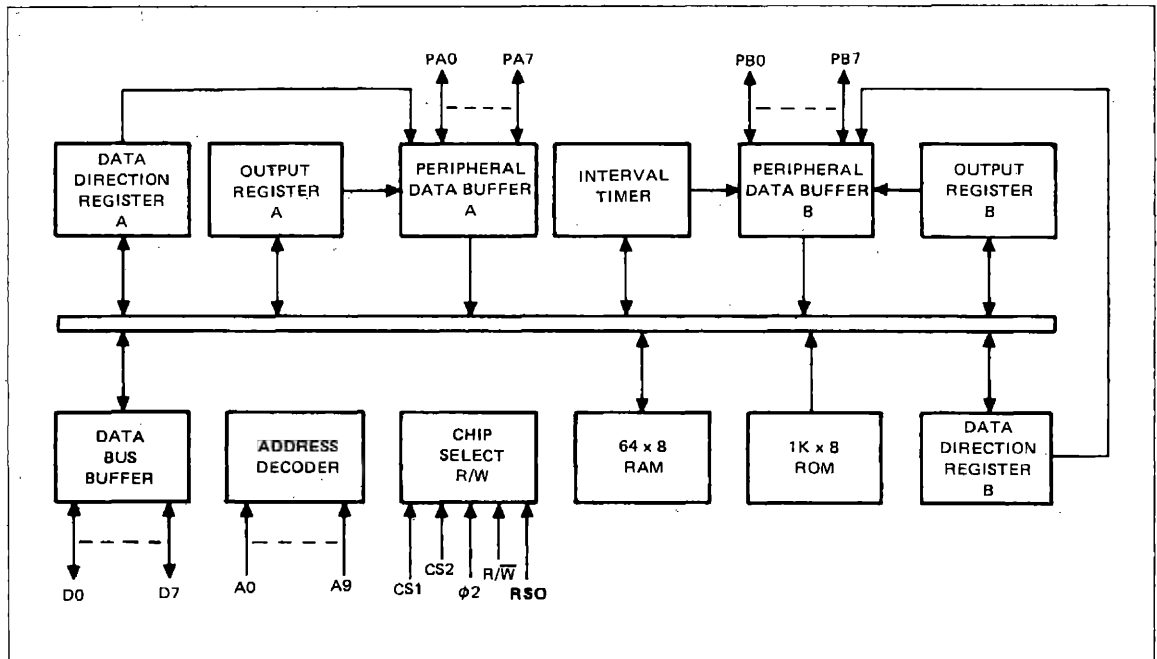 PA0 PA7 PB0 PB7
DATA
DIRECTION
REGISTER
A
OUTPUT
REGISTER
A
PERIPHERAL
DATA BUFFER
A
INTERVAL
TIMER
PERIPHERAL
DATA BUFFER
B
OUTPUT
REGISTER
B
DATA
BUS
BUFFER
ADDRESS
DECODER
CHIP
SELECT
R/W
64 x 8
RAM
1K x 8
ROM
DATA
DIRECTION
REGISTER
B
D0 D7 A0 A9 CS1 CS2 φ2 R/W̅ RSO